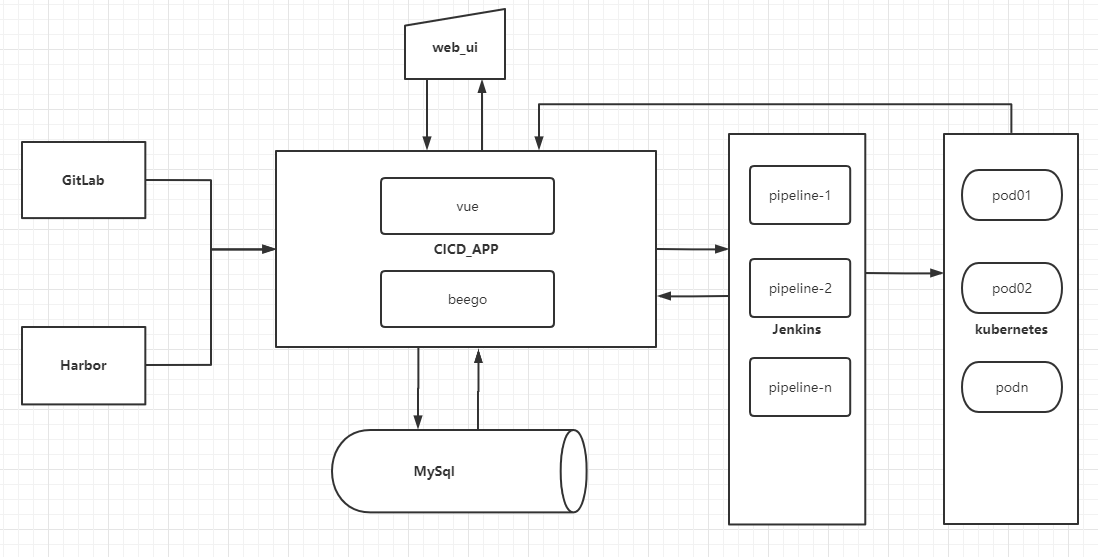 web_ui
GitLab
Harbor
vue
CICD_APP
beego
MySql
pipeline-1
pipeline-2
Jenkins
pipeline-n
pod01
pod02
kubernetes
podn